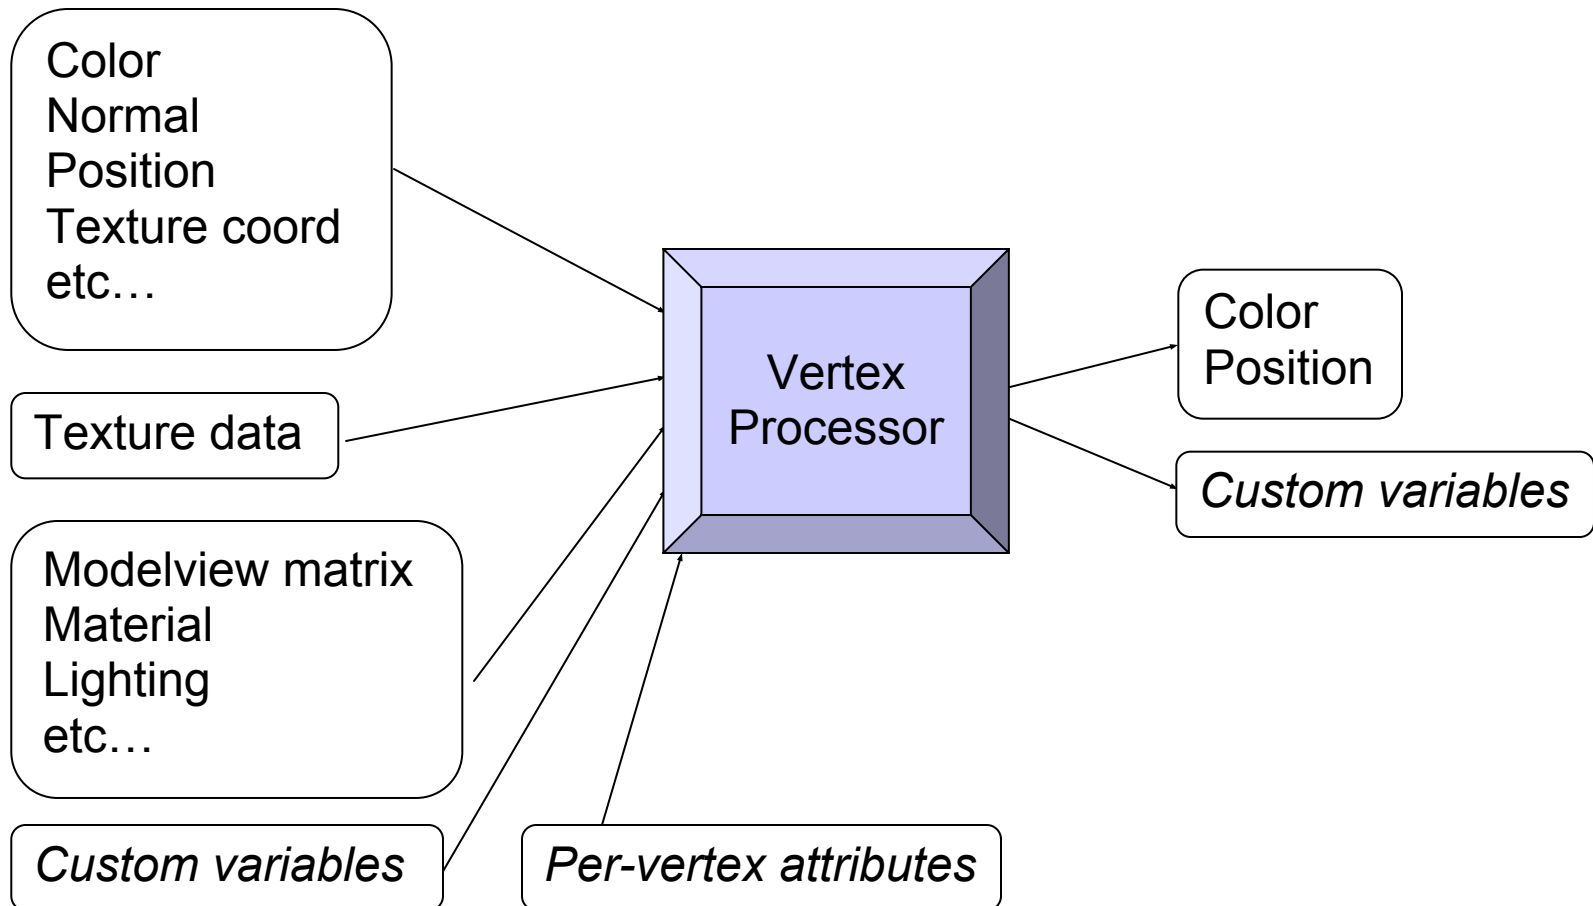 Color
Normal
Position
Texture coord
etc…
Texture data
Modelview matrix
Material
Lighting
etc…
Custom variables
Per-vertex attributes
Vertex
Processor
Color
Position
Custom variables